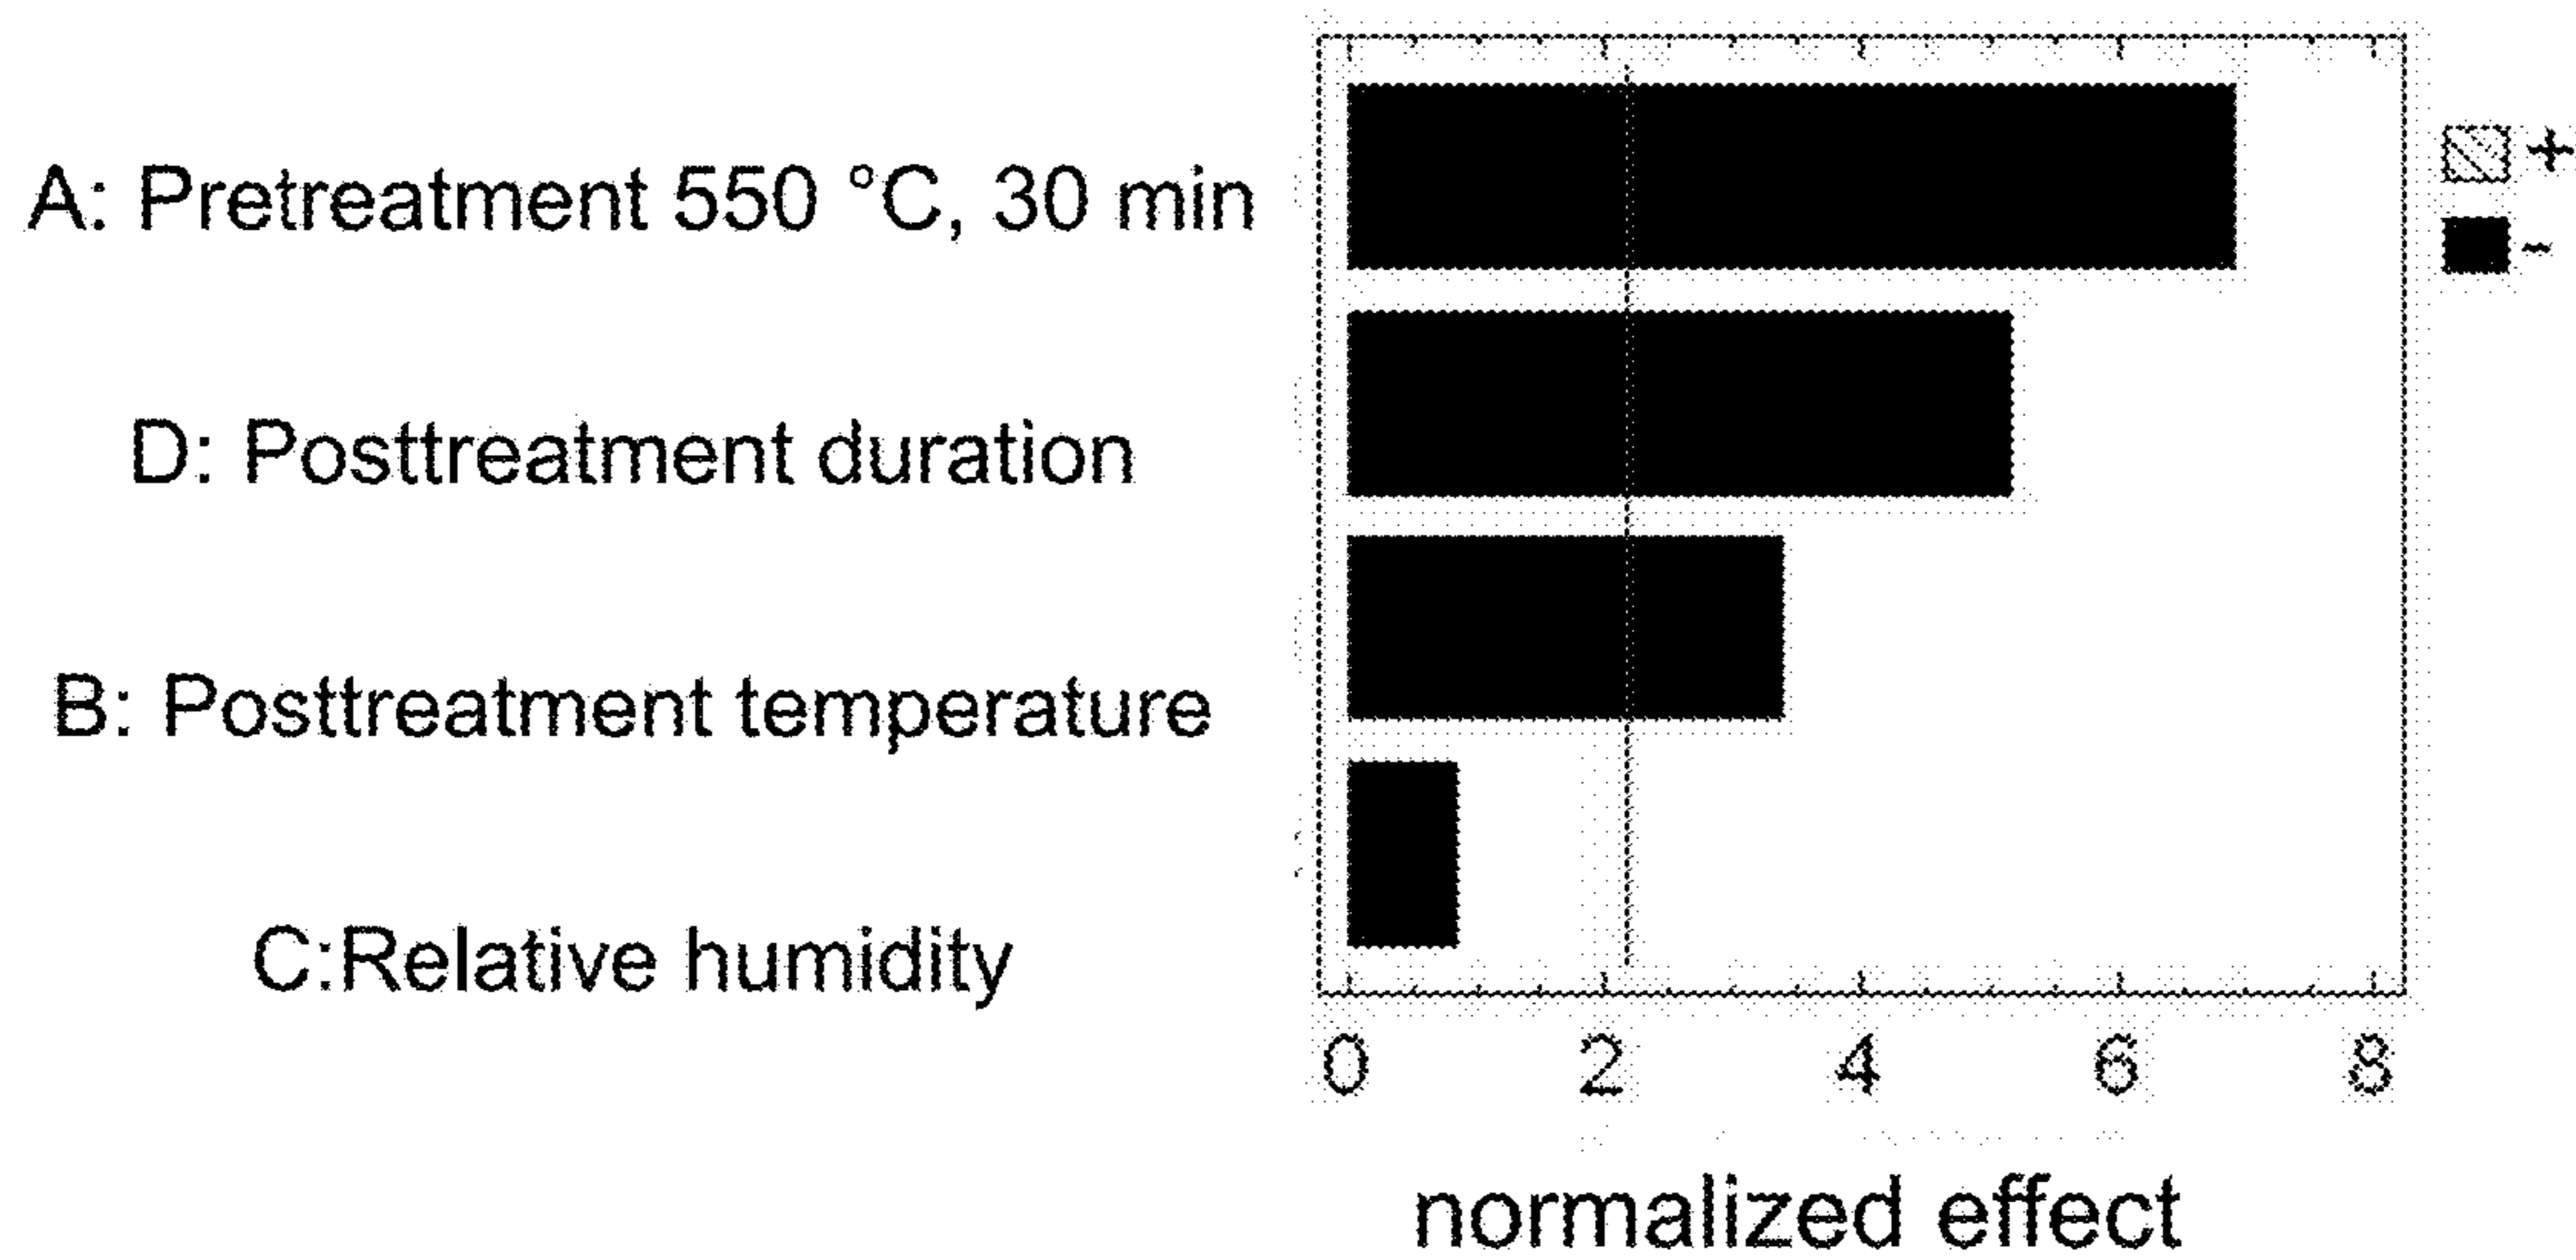 A: Pretreatment 550 °C, 30 min
+
-
D: Posttreatment duration
B: Posttreatment temperature
C:Relative humidity
0 2 4 6 8
normalized effect